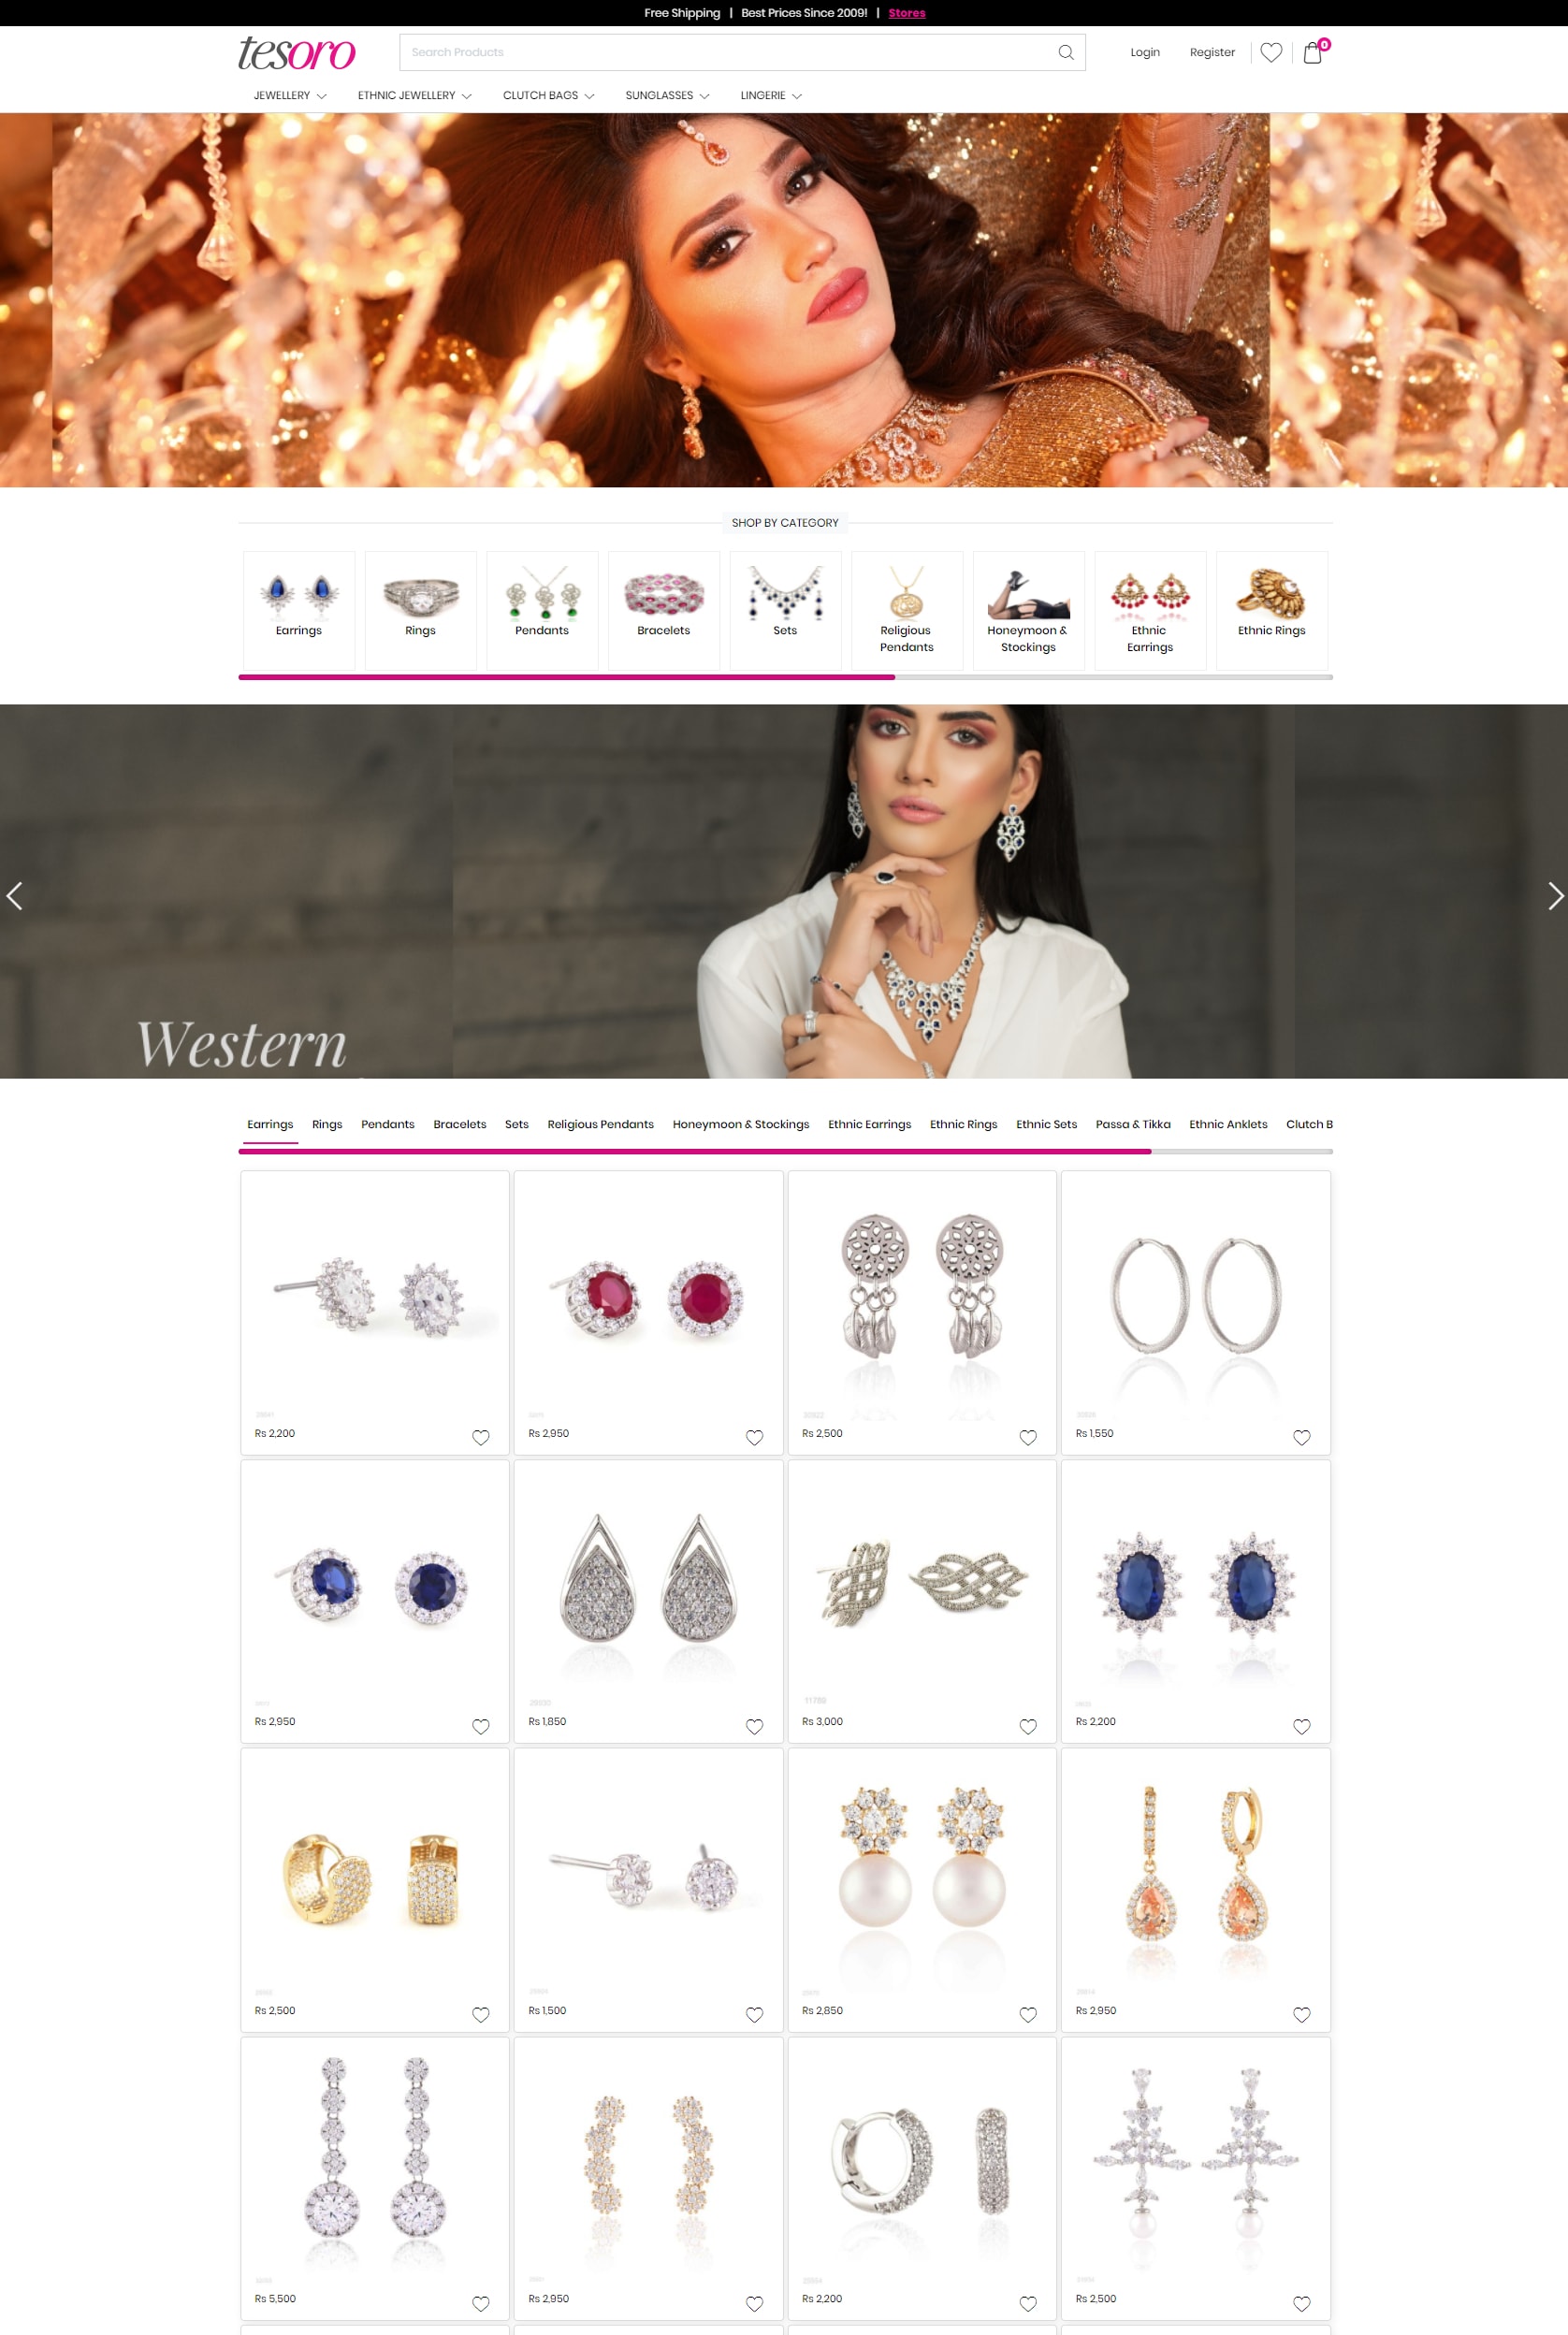 Free Shipping | Best Prices Since 2009! | Stores
tesoro
Search Products
Login Register 0
JEWELLERY ETHNIC JEWELLERY CLUTCH BAGS SUNGLASSES LINGERIE
SHOP BY CATEGORY
Earrings Rings Pendants Bracelets Sets Religious Pendants Honeymoon & Stockings Ethnic Earrings Ethnic Rings
Western
Earrings Rings Pendants Bracelets Sets Religious Pendants Honeymoon & Stockings Ethnic Earrings Ethnic Rings Ethnic Sets Passa & Tikka Ethnic Anklets Clutch B
Rs 2,200 Rs 2,950 Rs 2,500 Rs 1,550
11789
Rs 2,950 Rs 1,850 Rs 3,000 Rs 2,200
Rs 2,500 Rs 1,500 Rs 2,850 Rs 2,950
Rs 5,500 Rs 2,950 Rs 2,200 Rs 2,500